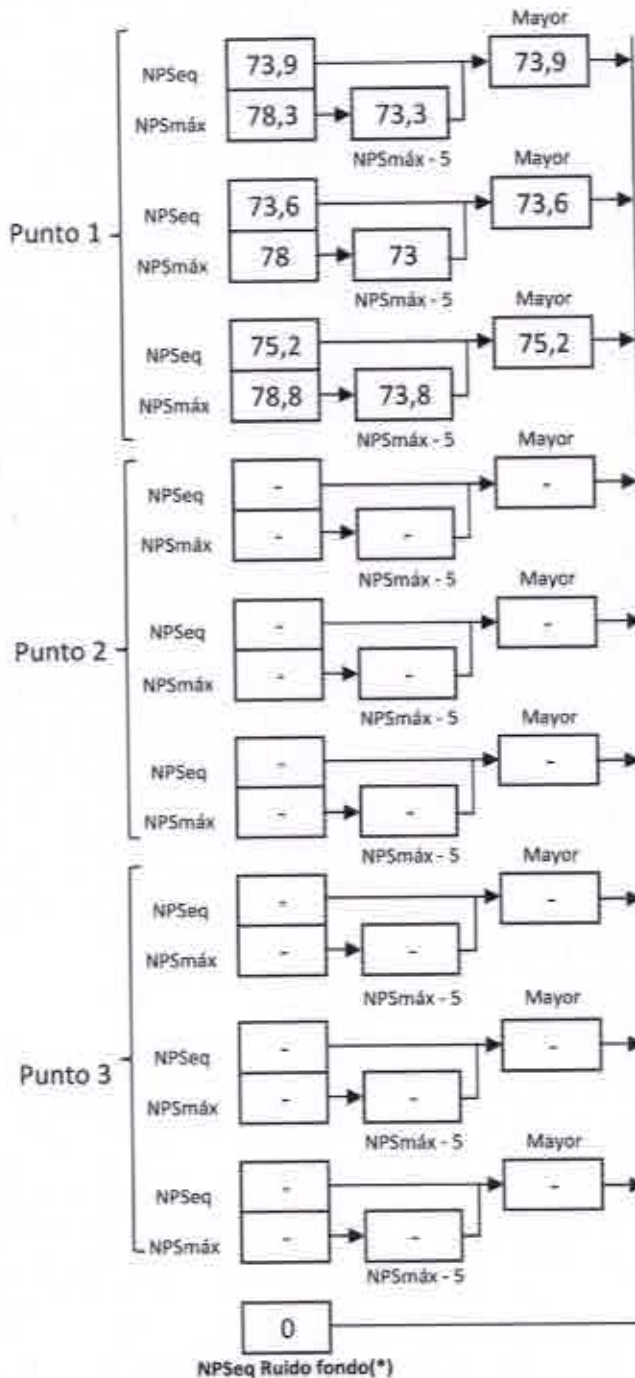 Mayor
NPSeq 73,9 73,9
NPSmáx 78,3 73,3
NPSmáx - 5
Mayor
NPSeq 73,6 73,6
Punto 1
NPSmáx 78 73
NPSmáx - 5
Mayor
NPSeq 75,2 75,2
NPSmáx 78,8 73,8
NPSmáx - 5
Mayor
NPSeq - -
NPSmáx - -
NPSmáx - 5
Mayor
NPSeq - -
Punto 2
NPSmáx - -
NPSmáx - 5
Mayor
NPSeq - -
NPSmáx - -
NPSmáx - 5
Mayor
NPSeq - -
NPSmáx - -
NPSmáx - 5
Mayor
NPSeq - -
Punto 3
NPSmáx - -
NPSmáx - 5
Mayor
NPSeq - -
NPSmáx - -
NPSmáx - 5
0
NPSeq Ruido fondo(*)